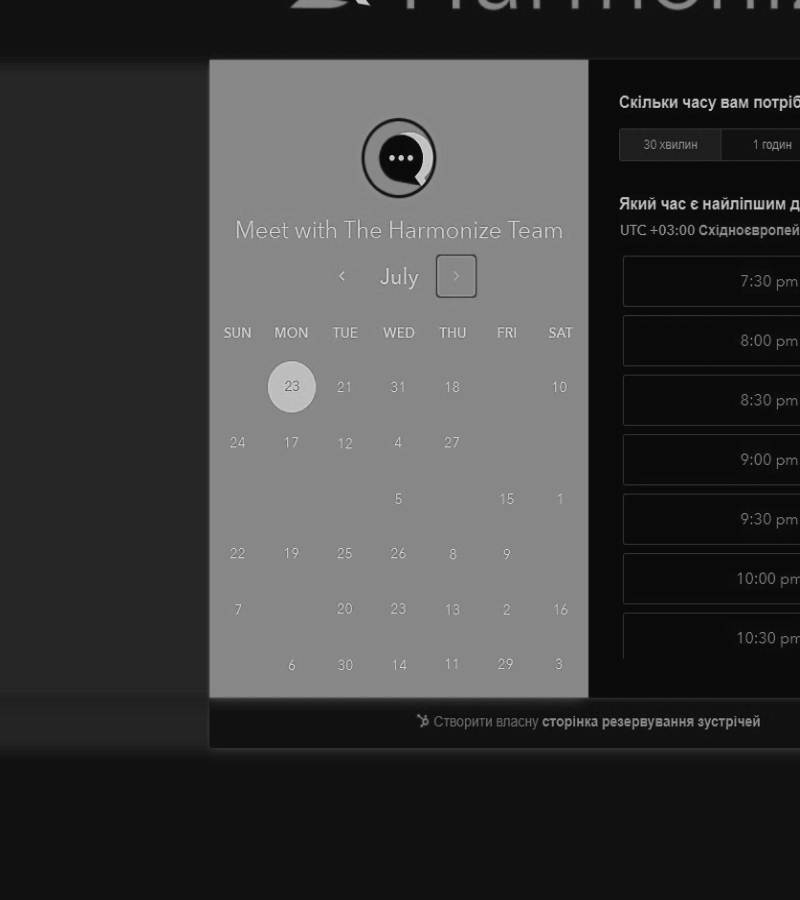 Harmoniz
Meet with The Harmonize Team
July
SUN MON TUE WED THU FRI SAT
23 21 31 18 10
24 17 12 4 27
5 15 1
22 19 25 26 8 9
7 20 23 13 2 16
6 30 14 11 29 3
Скільки часу вам потріб
30 хвилин 1 годин
Який час є найліпшим д
UTC +03:00 Східноєвропей
7:30 pm
8:00 pm
8:30 pm
9:00 pm
9:30 pm
10:00 pm
10:30 pm
Створити власну сторінка резервування зустрічей